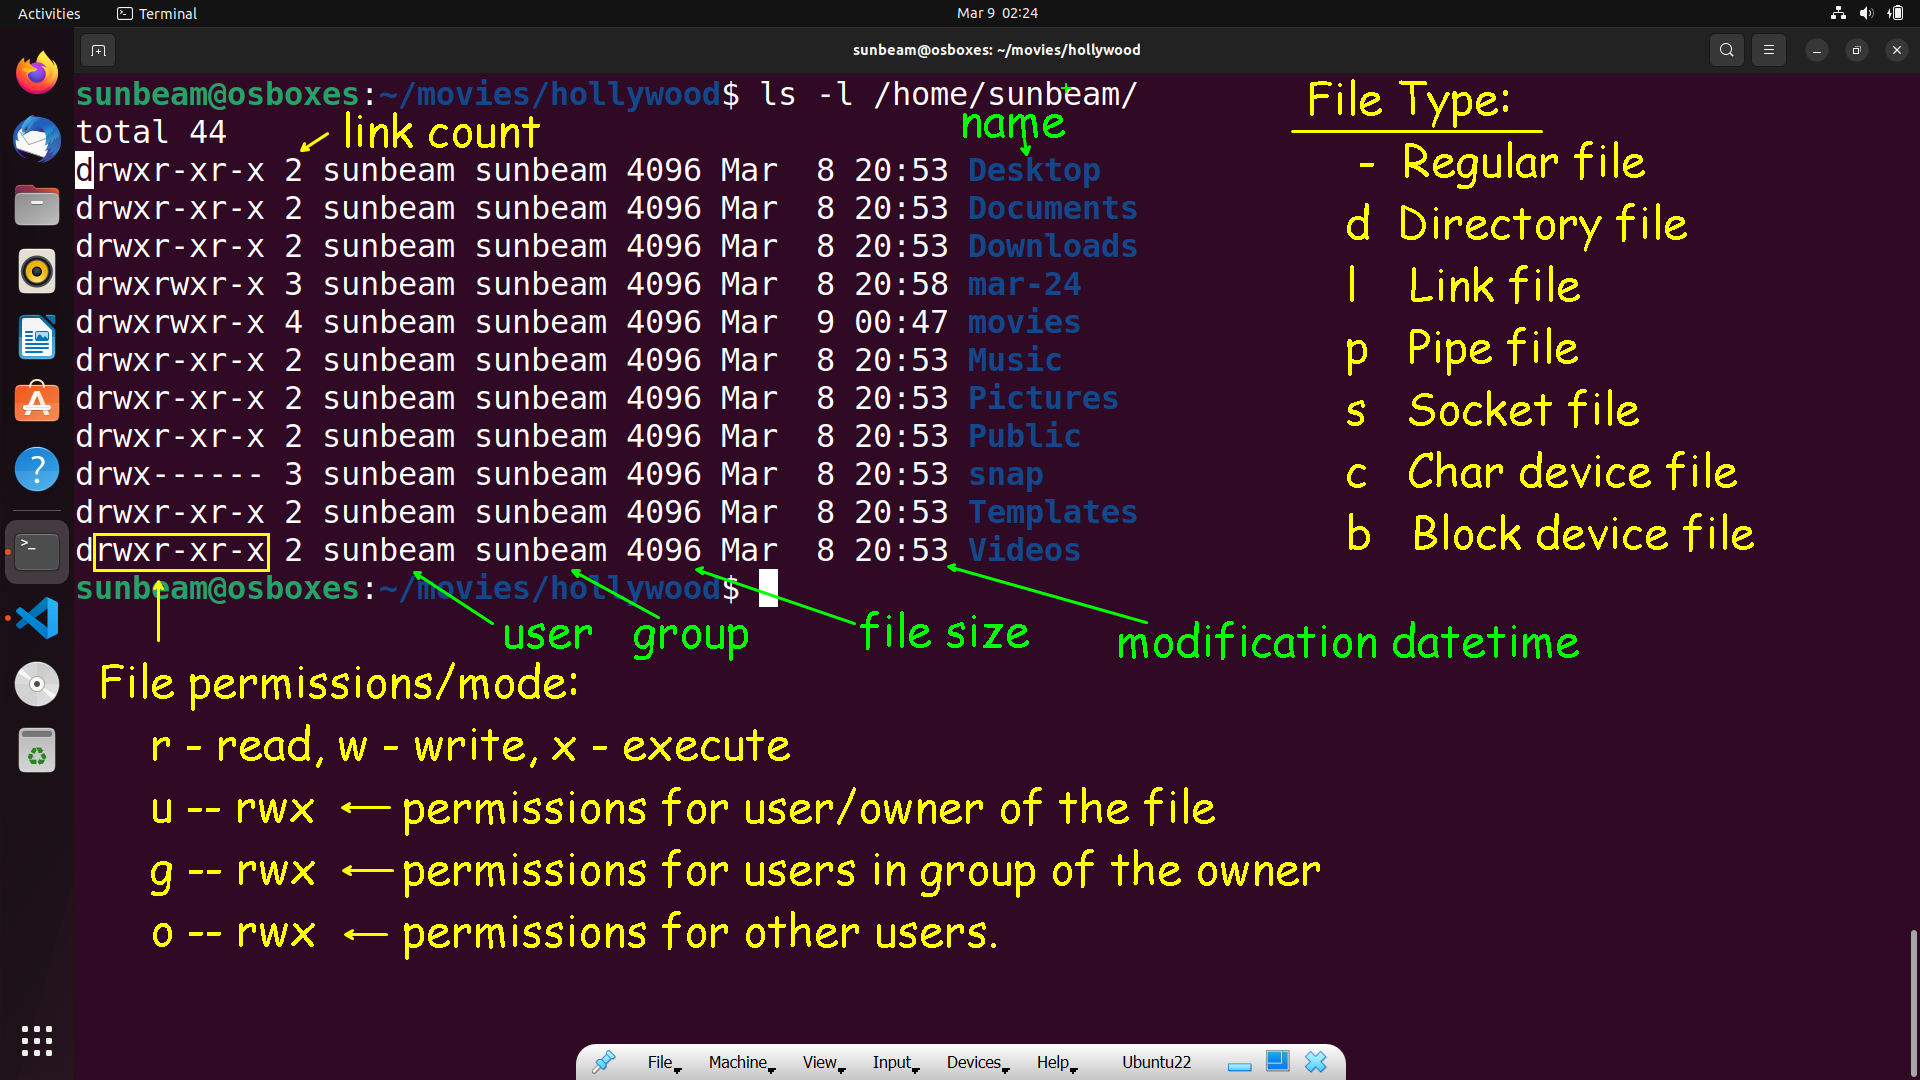 Activities Terminal Mar 9 02:24
sunbeam@osboxes: ~/movies/hollywood
sunbeam@osboxes:~/movies/hollywood$ ls -l /home/sunbeam/
total 44
link count
name
drwxr-xr-x 2 sunbeam sunbeam 4096 Mar  8 20:53 Desktop
drwxr-xr-x 2 sunbeam sunbeam 4096 Mar  8 20:53 Documents
drwxr-xr-x 2 sunbeam sunbeam 4096 Mar  8 20:53 Downloads
drwxrwxr-x 3 sunbeam sunbeam 4096 Mar  8 20:58 mar-24
drwxrwxr-x 4 sunbeam sunbeam 4096 Mar  9 00:47 movies
drwxr-xr-x 2 sunbeam sunbeam 4096 Mar  8 20:53 Music
drwxr-xr-x 2 sunbeam sunbeam 4096 Mar  8 20:53 Pictures
drwxr-xr-x 2 sunbeam sunbeam 4096 Mar  8 20:53 Public
drwx------ 3 sunbeam sunbeam 4096 Mar  8 20:53 snap
drwxr-xr-x 2 sunbeam sunbeam 4096 Mar  8 20:53 Templates
drwxr-xr-x 2 sunbeam sunbeam 4096 Mar  8 20:53 Videos
sunbeam@osboxes:~/movies/hollywood$
user group file size modification datetime
File Type:
- Regular file
d Directory file
l Link file
p Pipe file
s Socket file
c Char device file
b Block device file
File permissions/mode:
r - read, w - write, x - execute
u -- rwx ← permissions for user/owner of the file
g -- rwx ← permissions for users in group of the owner
o -- rwx ← permissions for other users.
File Machine View Input Devices Help Ubuntu22